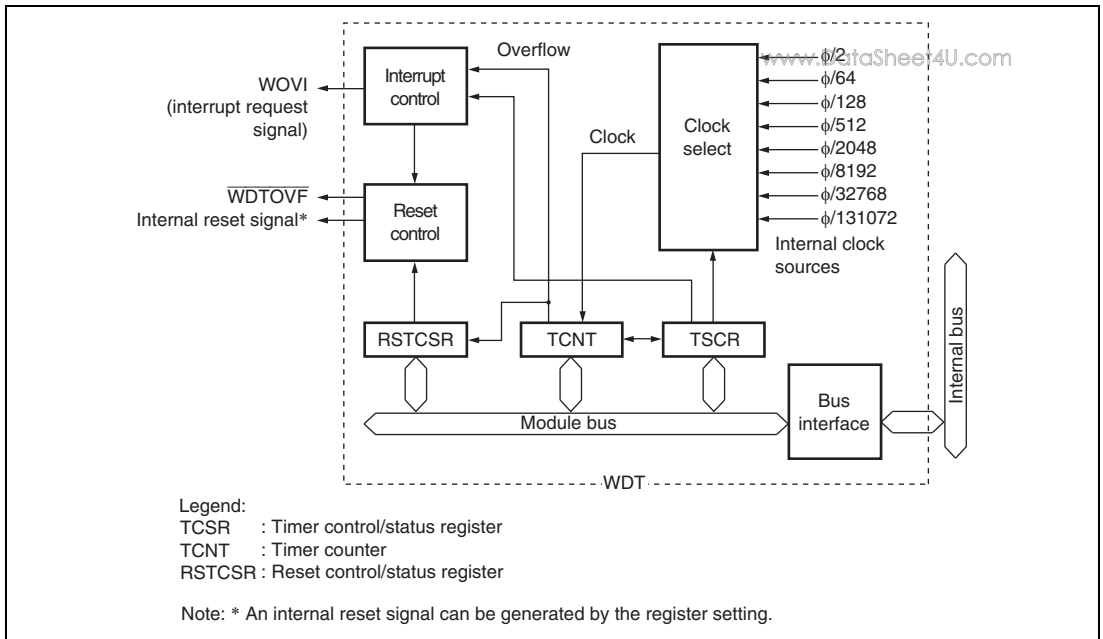 Overflow
www.DataSheet4U.com
Interrupt
control
WOVI
(interrupt request
signal)
Clock
Clock
select
ϕ/2
ϕ/64
ϕ/128
ϕ/512
ϕ/2048
ϕ/8192
ϕ/32768
ϕ/131072
Internal clock
sources
WDTOVF
Internal reset signal*
Reset
control
RSTCSR
TCNT
TSCR
Module bus
Bus
interface
Internal bus
WDT
Legend:
TCSR : Timer control/status register
TCNT : Timer counter
RSTCSR : Reset control/status register
Note: * An internal reset signal can be generated by the register setting.